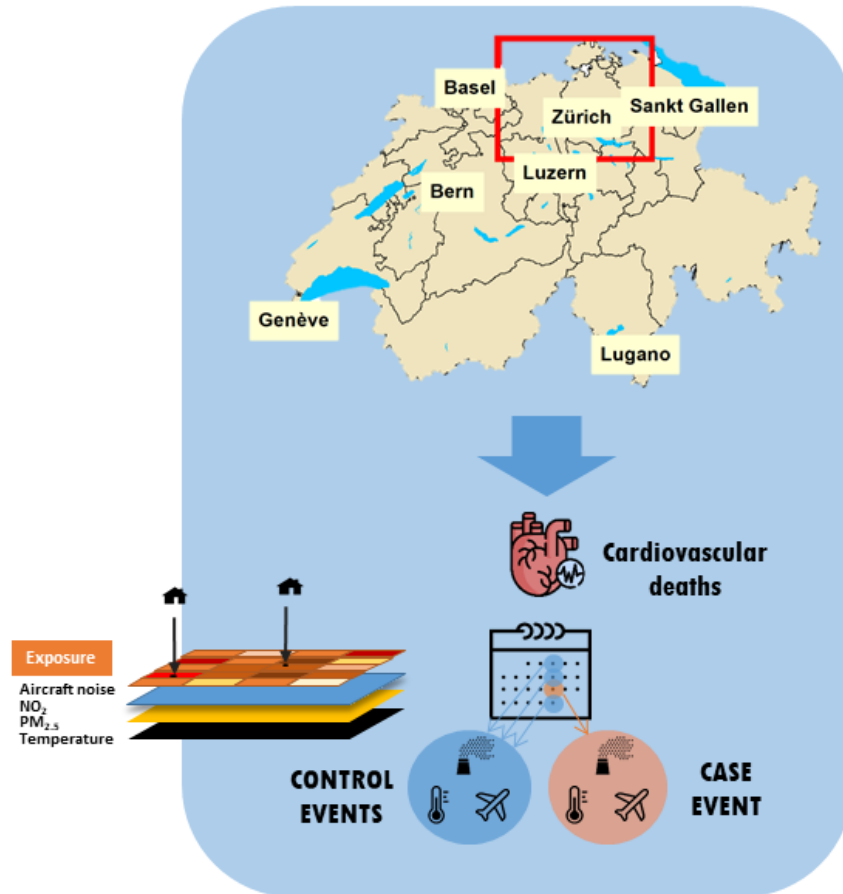 Basel
Zürich
Sankt Gallen
Luzern
Bern
Genève
Lugano
Cardiovascular
deaths
Exposure
Aircraft noise
NO₂
PM₂.₅
Temperature
CONTROL
EVENTS
CASE
EVENT